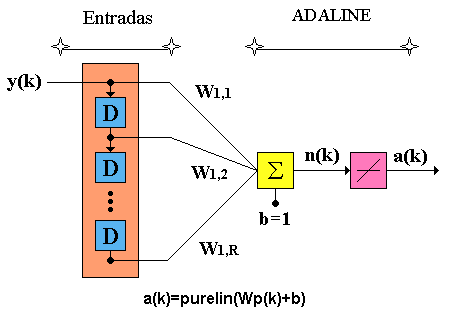 Entradas
ADALINE
y(k)
D
D
D
W1,1
W1,2
W1,R
Σ
b=1
n(k)
a(k)
a(k)=purelin(Wp(k)+b)